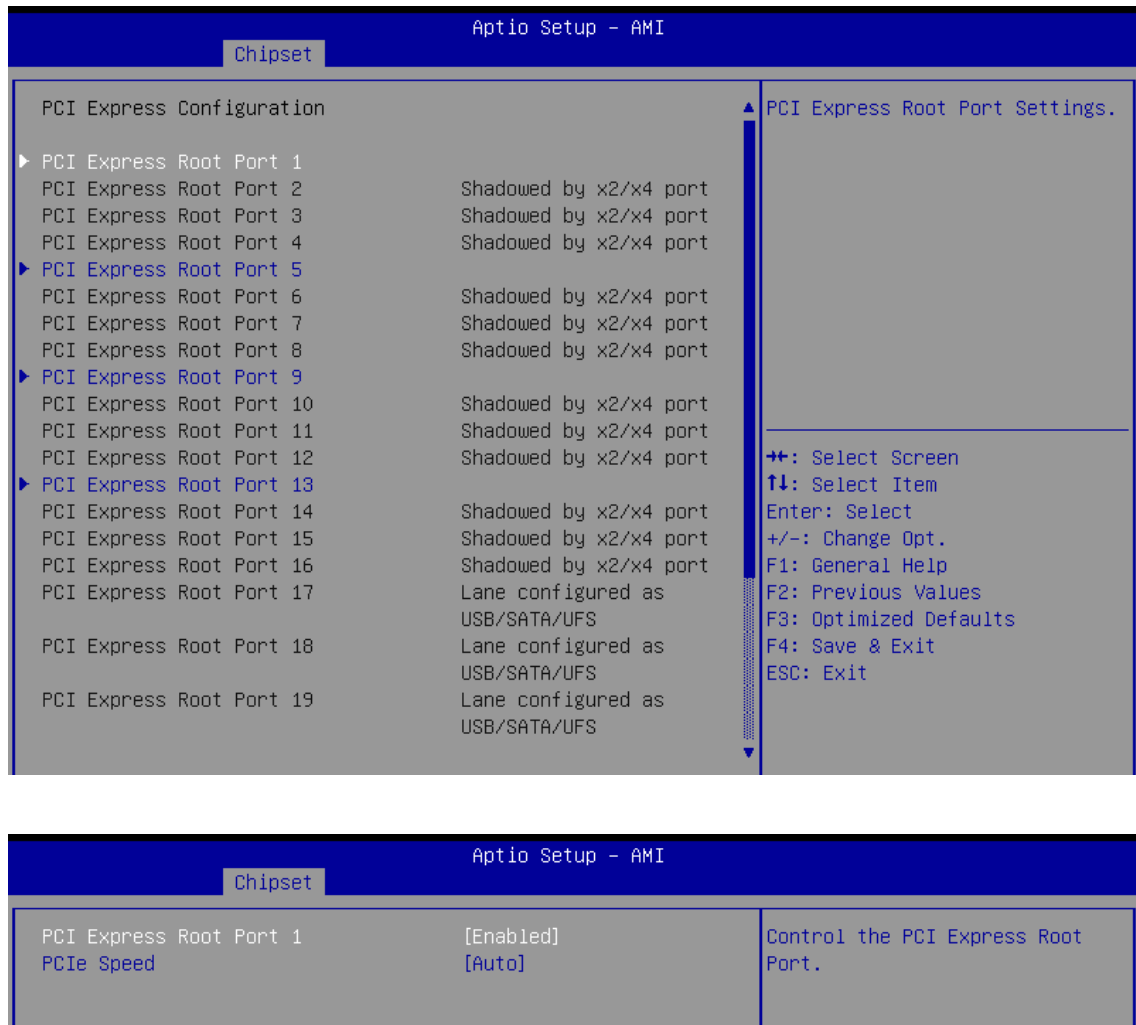 Aptio Setup – AMI
Chipset
PCI Express Configuration
PCI Express Root Port Settings.
▶ PCI Express Root Port 1
PCI Express Root Port 2 Shadowed by x2/x4 port
PCI Express Root Port 3 Shadowed by x2/x4 port
PCI Express Root Port 4 Shadowed by x2/x4 port
▶ PCI Express Root Port 5
PCI Express Root Port 6 Shadowed by x2/x4 port
PCI Express Root Port 7 Shadowed by x2/x4 port
PCI Express Root Port 8 Shadowed by x2/x4 port
▶ PCI Express Root Port 9
PCI Express Root Port 10 Shadowed by x2/x4 port
PCI Express Root Port 11 Shadowed by x2/x4 port
PCI Express Root Port 12 Shadowed by x2/x4 port
▶ PCI Express Root Port 13
PCI Express Root Port 14 Shadowed by x2/x4 port
PCI Express Root Port 15 Shadowed by x2/x4 port
PCI Express Root Port 16 Shadowed by x2/x4 port
PCI Express Root Port 17 Lane configured as
USB/SATA/UFS
PCI Express Root Port 18 Lane configured as
USB/SATA/UFS
PCI Express Root Port 19 Lane configured as
USB/SATA/UFS
→←: Select Screen
↑↓: Select Item
Enter: Select
+/-: Change Opt.
F1: General Help
F2: Previous Values
F3: Optimized Defaults
F4: Save & Exit
ESC: Exit
Aptio Setup – AMI
Chipset
PCI Express Root Port 1 [Enabled]
PCIe Speed [Auto]
Control the PCI Express Root
Port.